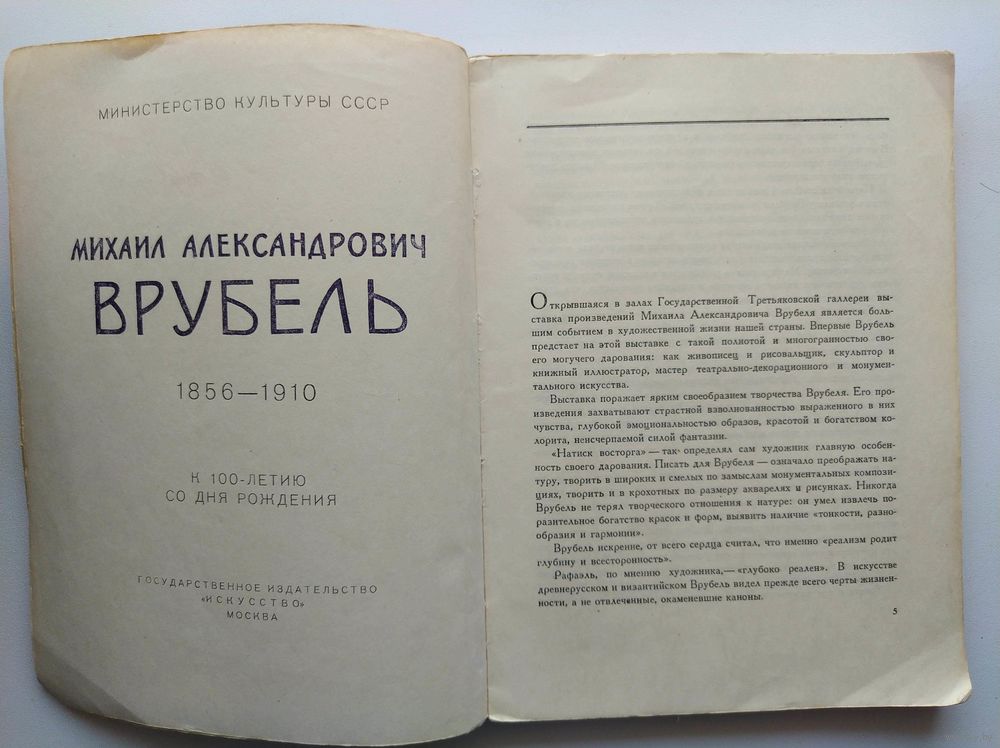 МИНИСТЕРСТВО КУЛЬТУРЫ СССР
МИХАИЛ АЛЕКСАНДРОВИЧ
ВРУБЕЛЬ
1856—1910
К 100-ЛЕТИЮ
СО ДНЯ РОЖДЕНИЯ
ГОСУДАРСТВЕННОЕ ИЗДАТЕЛЬСТВО
«ИСКУССТВО»
МОСКВА
Открывшаяся в залах Государственной Третьяковской галлереи вы-
ставка произведений Михаила Александровича Врубеля является боль-
шим событием в художественной жизни нашей страны. Впервые Врубель
предстает на этой выставке с такой полнотой и многогранностью сво-
его могучего дарования: как живописец и рисовальщик, скульптор и
книжный иллюстратор, мастер театрально-декорационного и монумен-
тального искусства.
Выставка поражает ярким своеобразием творчества Врубеля. Его про-
изведения захватывают страстной взволнованностью выраженного в них
чувства, глубокой эмоциональностью образов, красотой и богатством ко-
лорита, неисчерпаемой силой фантазии.
«Натиск восторга» — так определял сам художник главную особен-
ность своего дарования. Писать для Врубеля — означало преображать на-
туру, творить в широких и смелых по замыслам монументальных компози-
циях, творить и в крохотных по размеру акварелях и рисунках. Никогда
Врубель не терял творческого отношения к натуре: он умел извлечь по-
разительное богатство красок и форм, выявить наличие «тонкости, разно-
образия и гармонии».
Врубель искренне, от всего сердца считал, что именно «реализм родит
глубину и всесторонность».
Рафаэль, по мнению художника,— «глубоко реален». В искусстве
древнерусском и византийском Врубель видел прежде всего черты жизнен-
ности, а не отвлеченные, окаменевшие каноны.
5